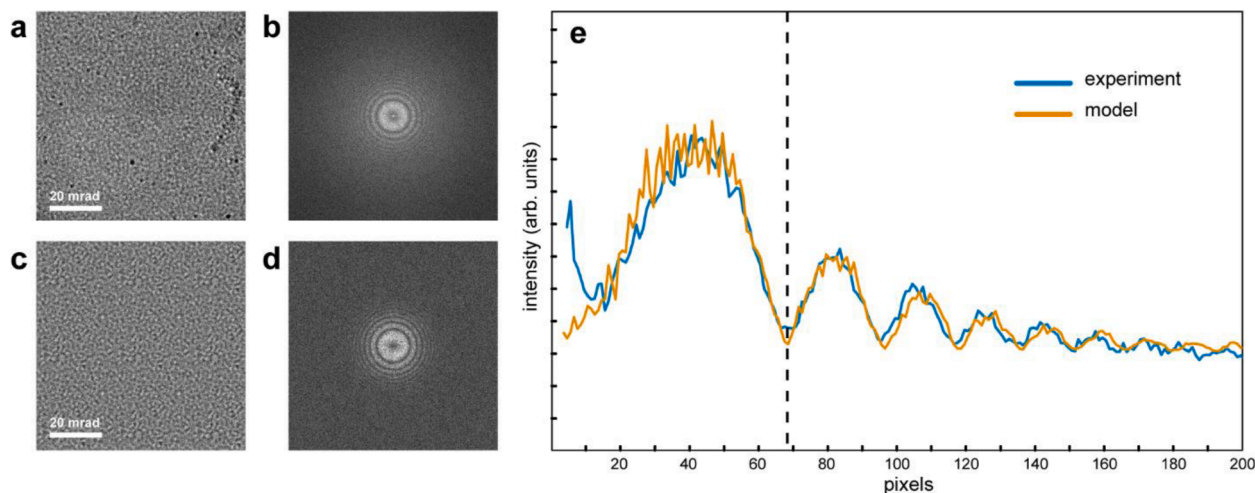 a
b
e
experiment
model
20 mrad
c
d
20 mrad
intensity (arb. units)
20 40 60 80 100 120 140 160 180 200
pixels